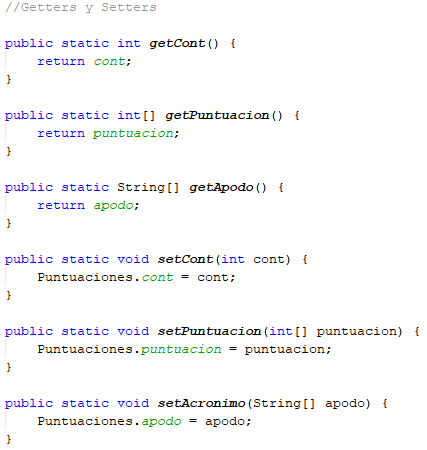 //Getters y Setters
public static int getCont() {
return cont;
}
public static int[] getPuntuacion() {
return puntuacion;
}
public static String[] getApodo() {
return apodo;
}
public static void setCont(int cont) {
Puntuaciones.cont = cont;
}
public static void setPuntuacion(int[] puntuacion) {
Puntuaciones.puntuacion = puntuacion;
}
public static void setAcronimo(String[] apodo) {
Puntuaciones.apodo = apodo;
}